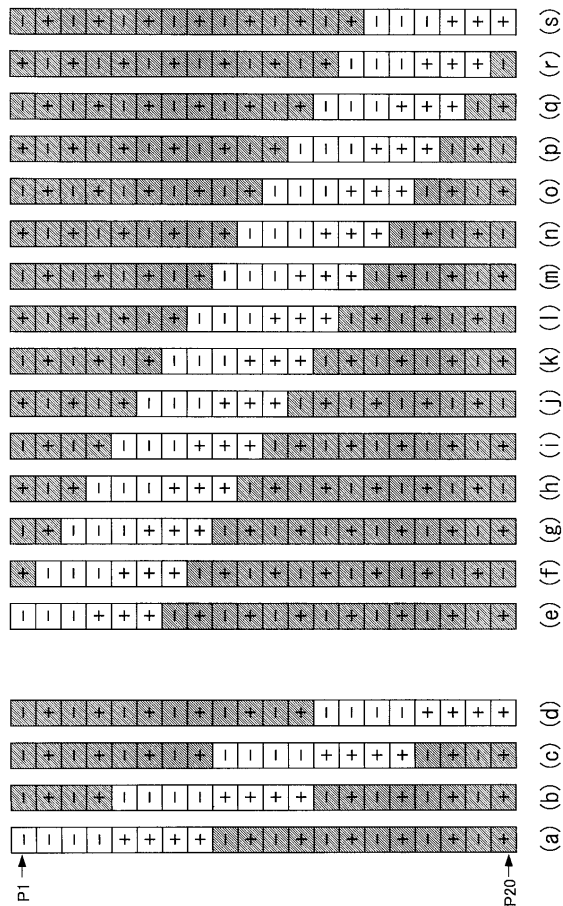 P1 − − − − − + − + − + − + − + − + − + −
− + + + − − + − + − + − + − + − + − +
− − − − − − − + − + − + − + − + − + −
− + + + + − − − + − + − + − + − + − +
+ − − − + + − − − + − + − + − + − + −
+ − + + + + + − − − + − + − + − + − +
+ − − − − + + + − − − + − + − + − + −
+ − + + + − + + + − − − + − + − + − +
− + − − − + − + + + − − − + − + − + −
+ + − + + − + − + + + − − − + − + − +
− + − − − + − + − + + + − − − + − + −
+ + − + + − + − + − + + + − − − + − +
− − + − − + − + − + − + + + − − − + −
+ + + − + − + − + − + − + + + − − − +
− − + − − + − + − + − + − + + + − − −
+ + + − + − + − + − + − + − + + + − −
− − − + − + − + − + − + − + − + + + −
+ + + + + − + − + − + − + − + − + + +
− − − + − + − + − + − + − + − + − + +
P20 + + + + + − + − + − + − + − + − + − +
(a) (b) (c) (d) (e) (f) (g) (h) (i) (j) (k) (l) (m) (n) (o) (p) (q) (r) (s)